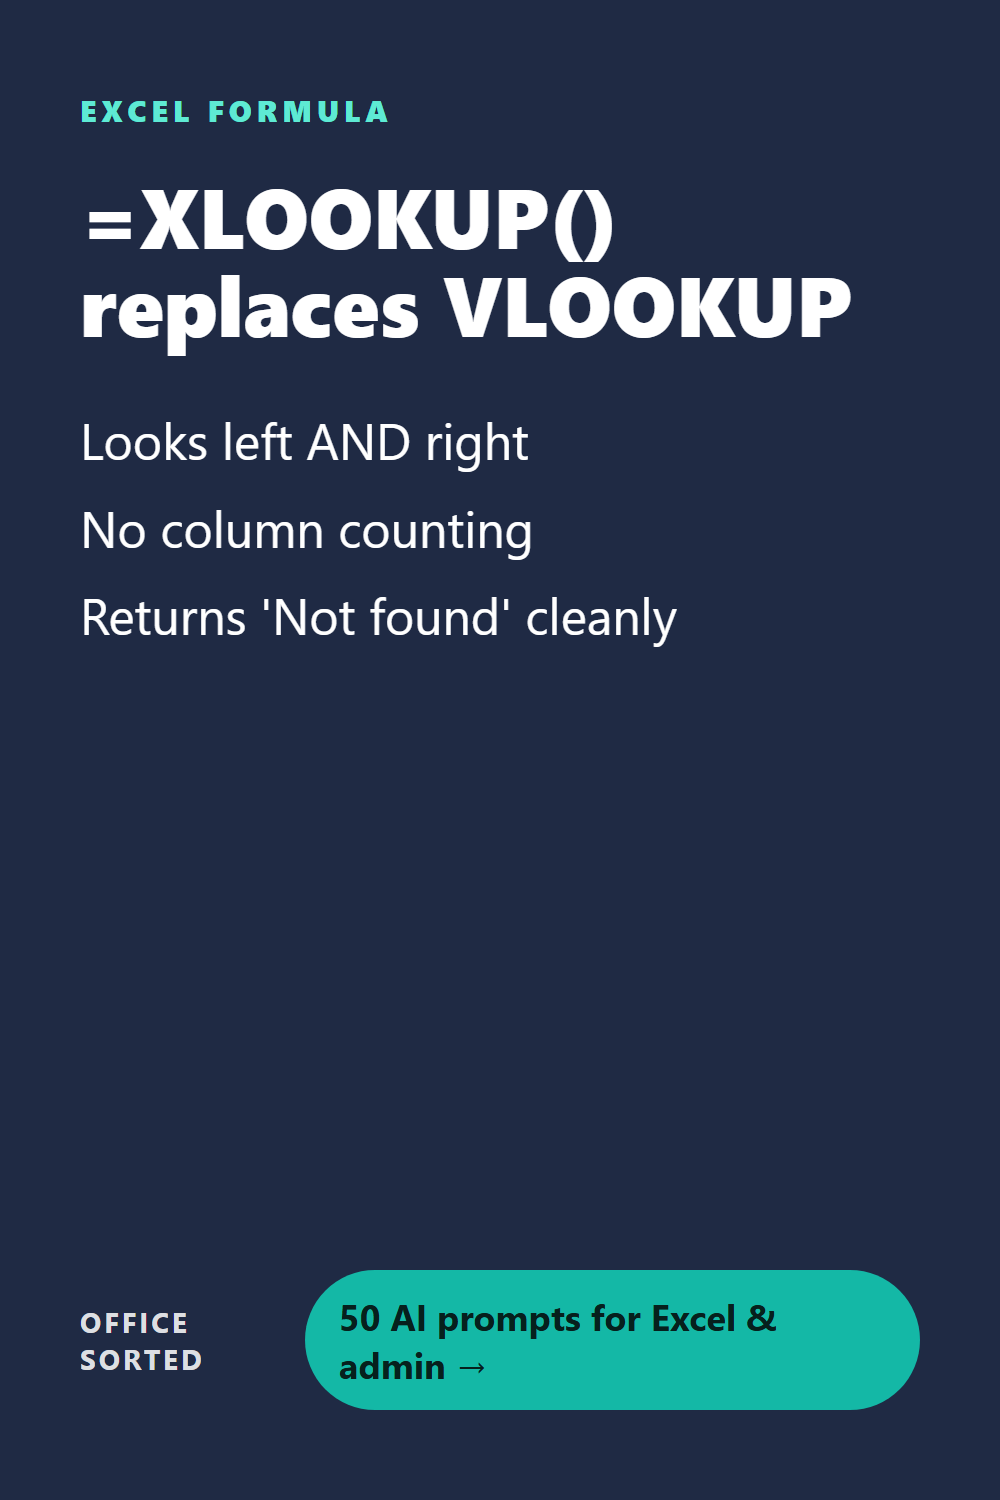 EXCEL FORMULA
=XLOOKUP()
replaces VLOOKUP
Looks left AND right
No column counting
Returns 'Not found' cleanly
OFFICE
SORTED
50 AI prompts for Excel &
admin →